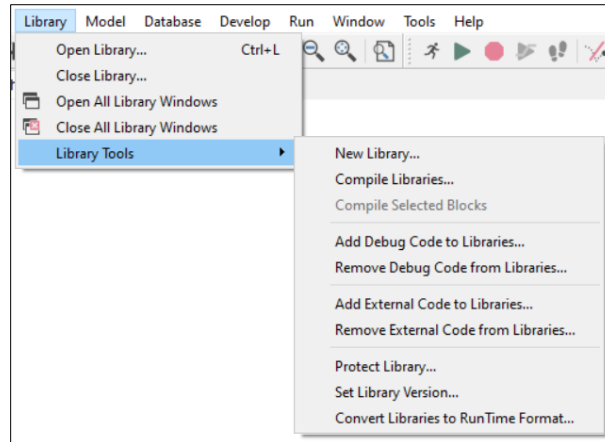 Library Model Database Develop Run Window Tools Help
Open Library... Ctrl+L
Close Library...
Open All Library Windows
Close All Library Windows
Library Tools
New Library...
Compile Libraries...
Compile Selected Blocks
Add Debug Code to Libraries...
Remove Debug Code from Libraries...
Add External Code to Libraries...
Remove External Code from Libraries...
Protect Library...
Set Library Version...
Convert Libraries to RunTime Format...